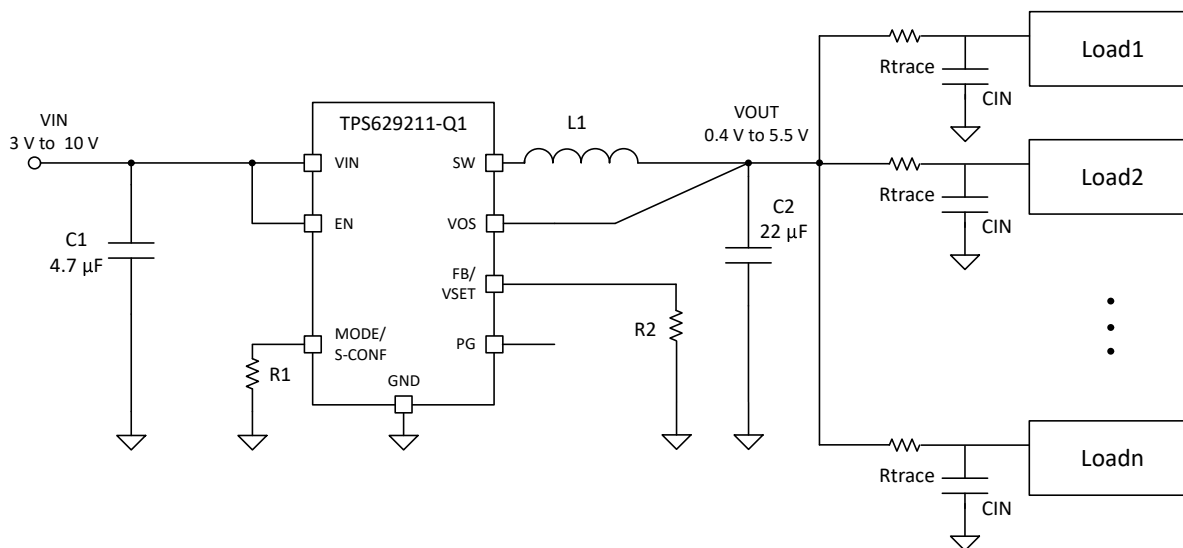 VIN
3 V to 10 V
C1
4.7 µF
R1
TPS629211-Q1
VIN
EN
MODE/
S-CONF
SW
VOS
FB/
VSET
PG
GND
L1
R2
VOUT
0.4 V to 5.5 V
C2
22 µF
Rtrace
CIN
Load1
Rtrace
CIN
Load2
Rtrace
CIN
Loadn